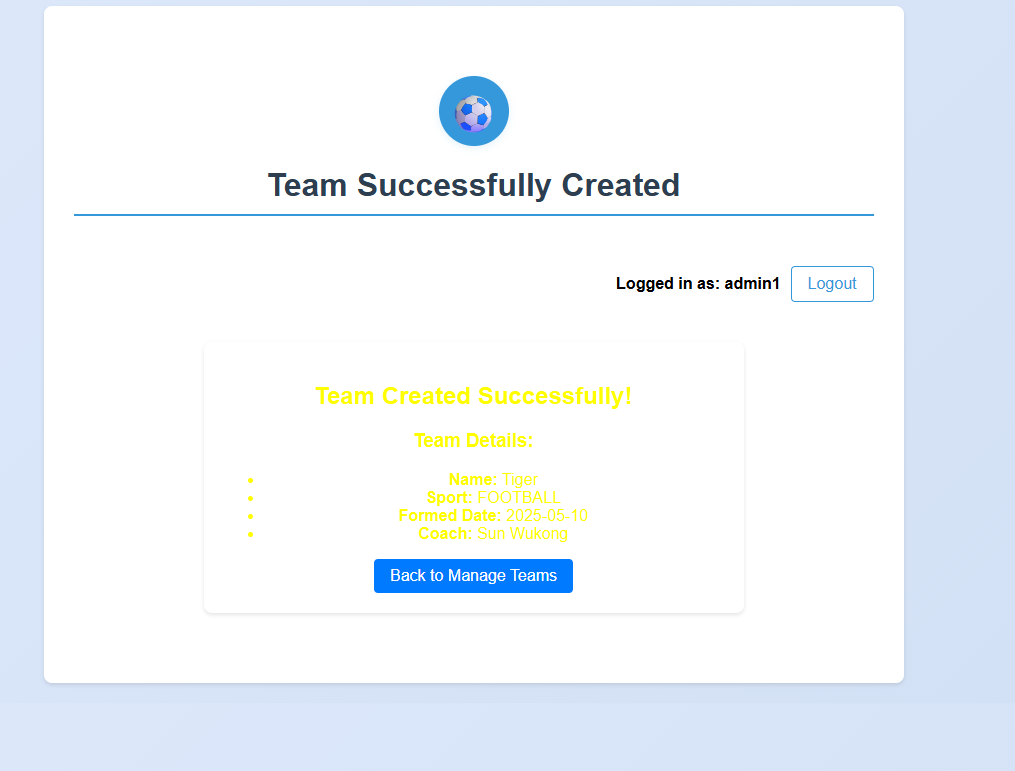 Team Successfully Created
Logged in as: admin1 Logout
Team Created Successfully!
Team Details:
Name: Tiger
Sport: FOOTBALL
Formed Date: 2025-05-10
Coach: Sun Wukong
Back to Manage Teams